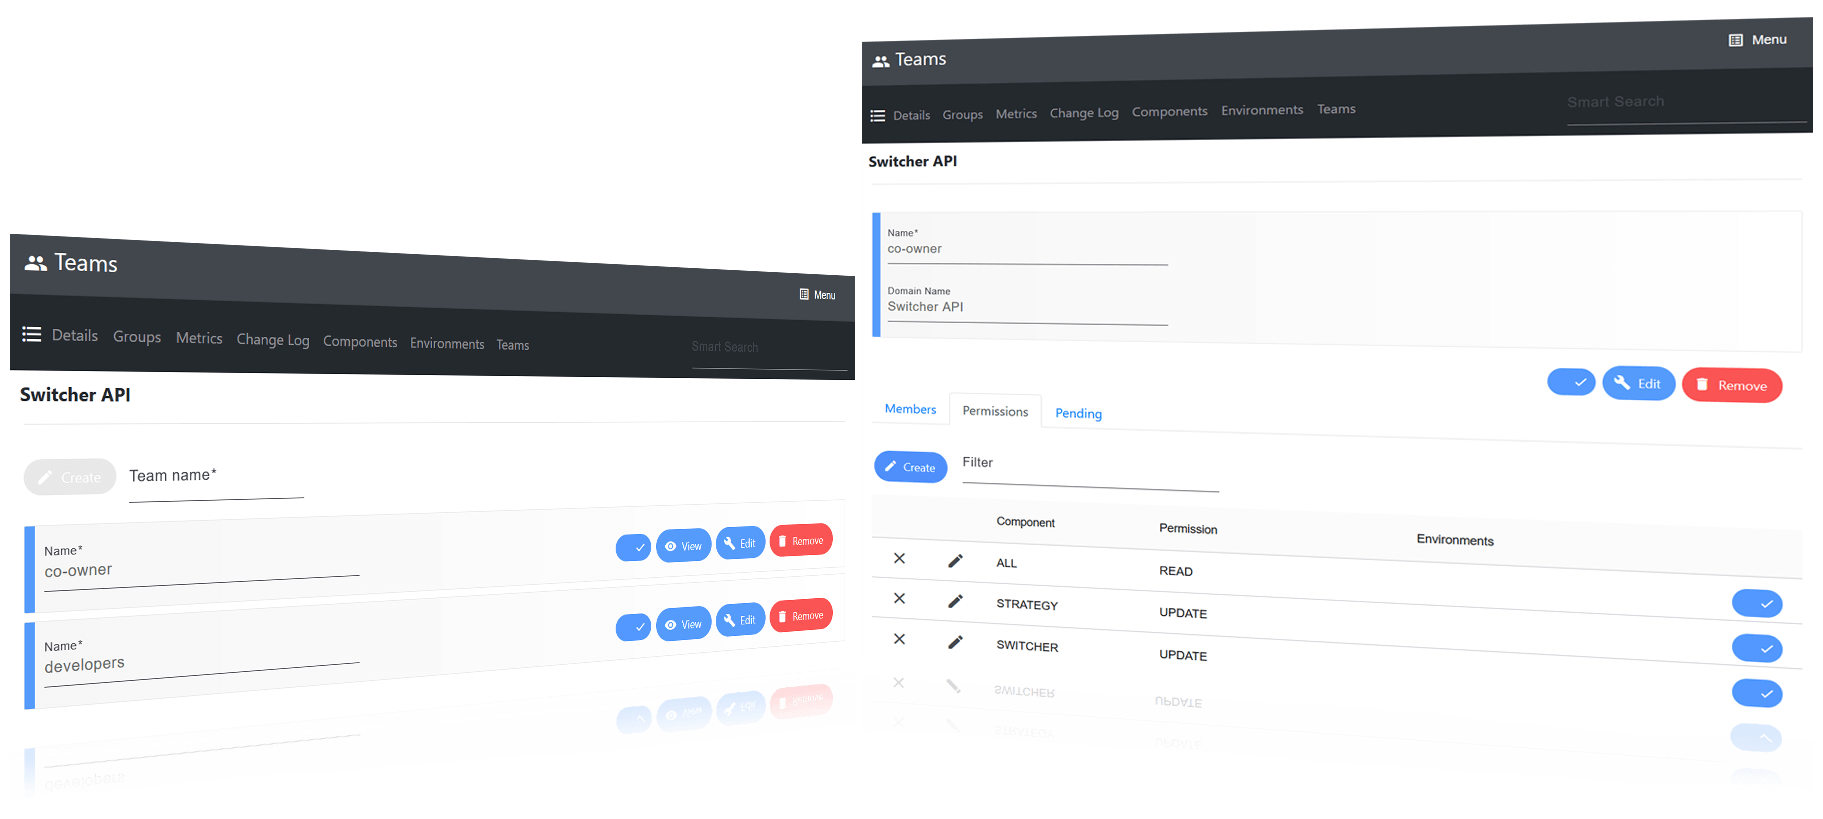 Teams
Menu
Details Groups Metrics Change Log Components Environments Teams
Smart Search
Switcher API
Create
Team name*
Name*
co-owner
View Edit Remove
Name*
developers
View Edit Remove
Teams
Menu
Details Groups Metrics Change Log Components Environments Teams
Smart Search
Switcher API
Name*
co-owner
Domain Name
Switcher API
Edit Remove
Members Permissions Pending
Create
Filter
Component Permission Environments
ALL READ
STRATEGY UPDATE
SWITCHER UPDATE